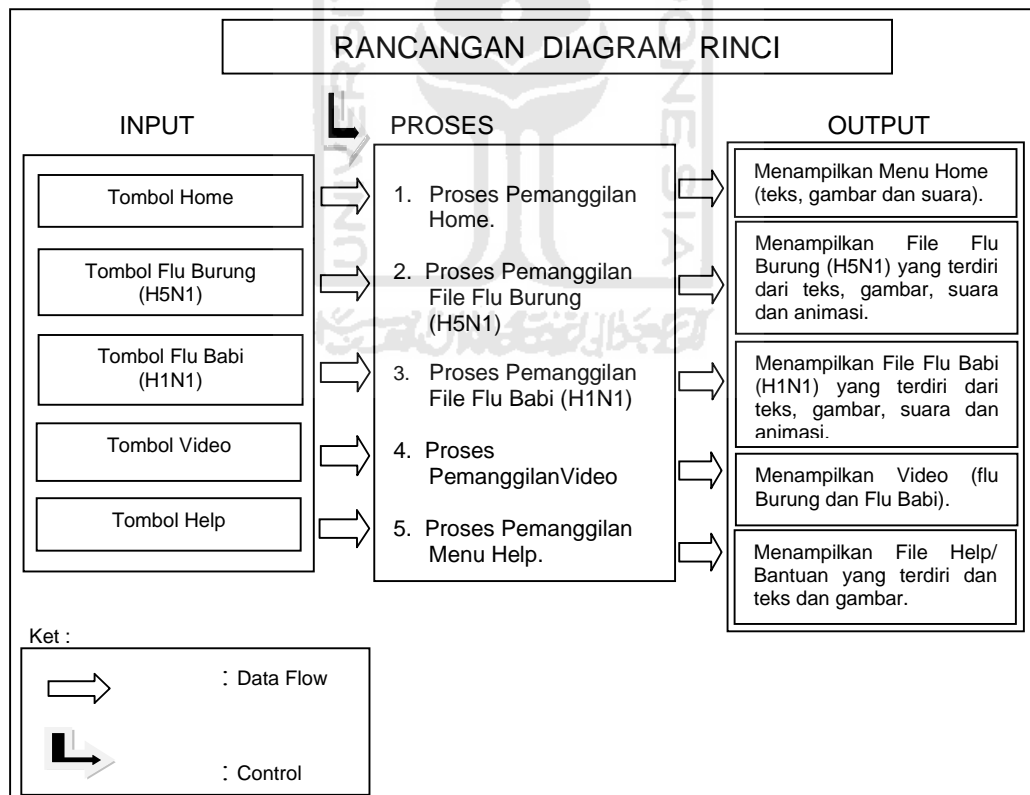 RANCANGAN DIAGRAM RINCI
INPUT
Tombol Home
Tombol Flu Burung
(H5N1)
Tombol Flu Babi
(H1N1)
Tombol Video
Tombol Help
PROSES
1. Proses Pemanggilan
Home.
2. Proses Pemanggilan
File Flu Burung
(H5N1)
3. Proses Pemanggilan
File Flu Babi (H1N1)
4. Proses
PemanggilanVideo
5. Proses Pemanggilan
Menu Help.
OUTPUT
Menampilkan Menu Home
(teks, gambar dan suara).
Menampilkan File Flu
Burung (H5N1) yang terdiri
dari teks, gambar, suara
dan animasi.
Menampilkan File Flu Babi
(H1N1) yang terdiri dari
teks, gambar, suara dan
animasi.
Menampilkan Video (flu
Burung dan Flu Babi).
Menampilkan File Help/
Bantuan yang terdiri dan
teks dan gambar.
Ket :
: Data Flow
: Control